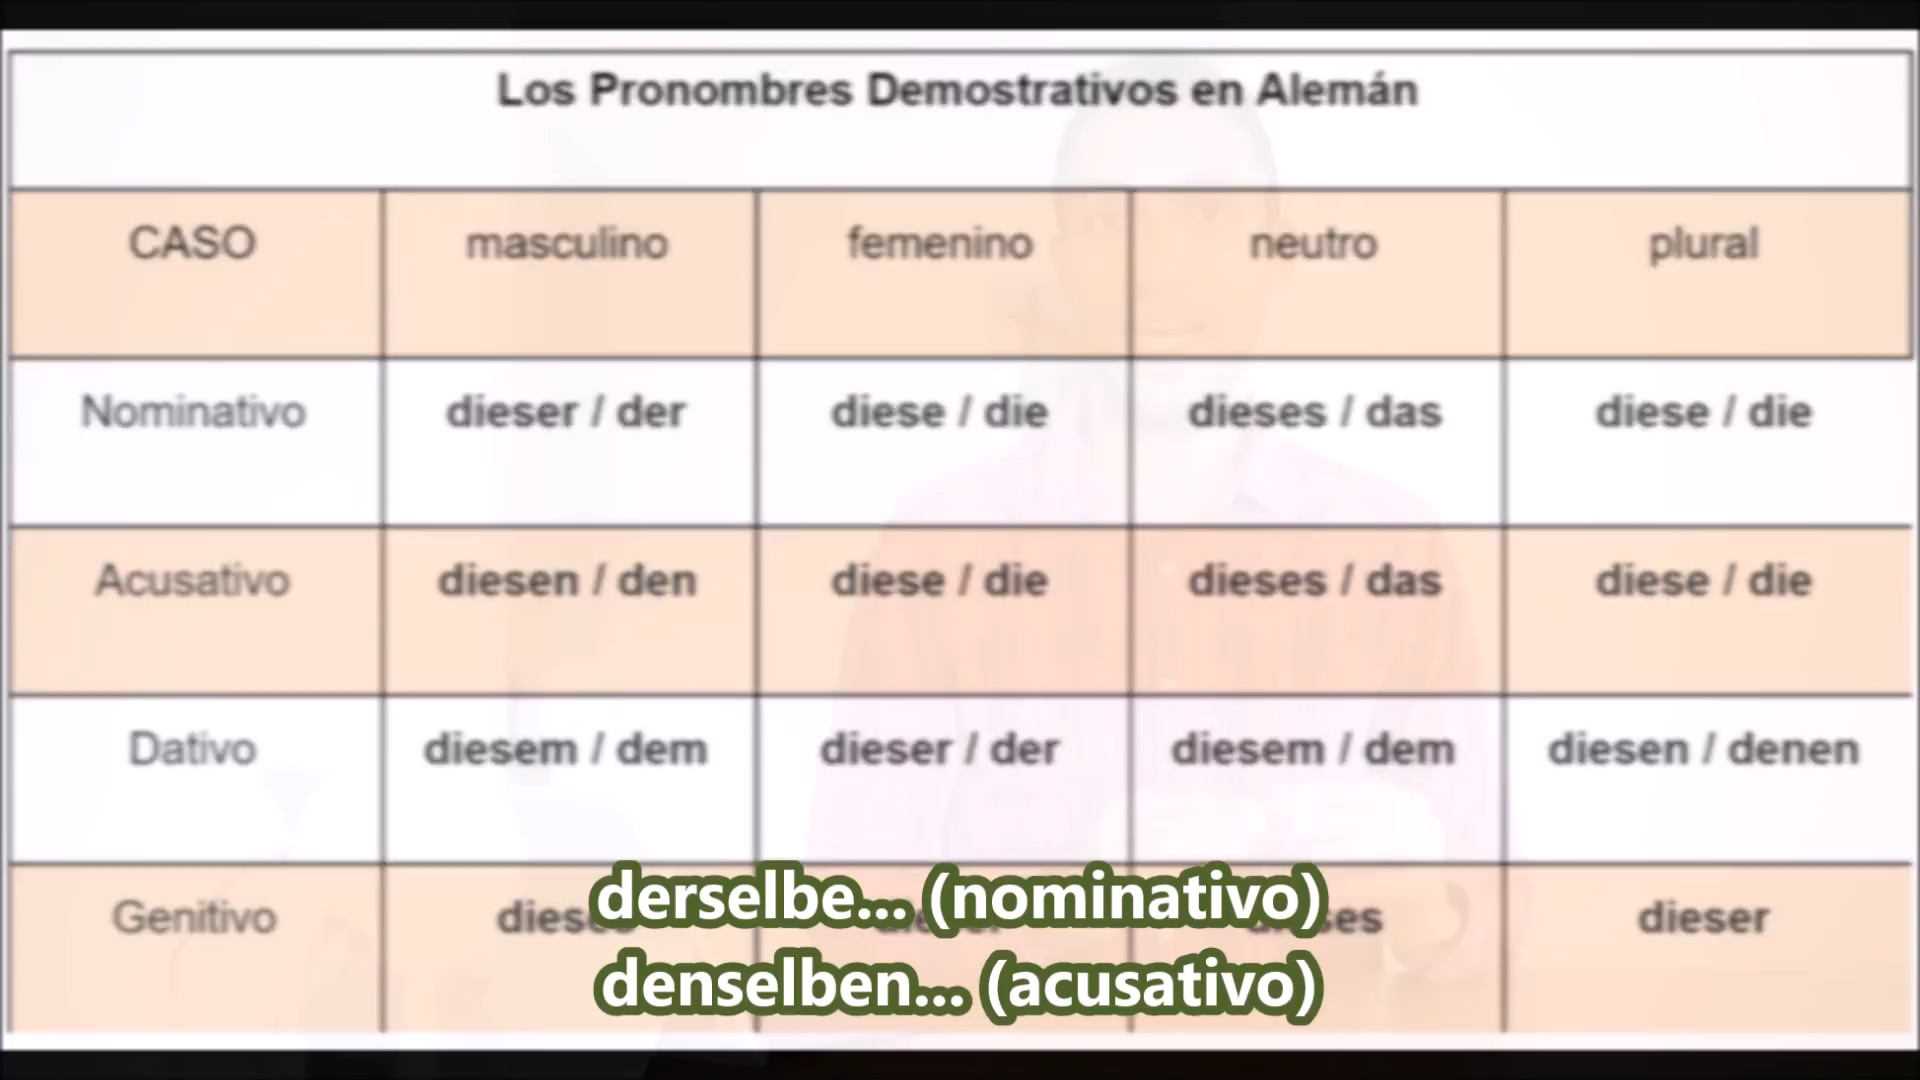 Los Pronombres Demostrativos en Alemán
CASO masculino femenino neutro plural
Nominativo dieser / der diese / die dieses / das diese / die
Acusativo diesen / den diese / die dieses / das diese / die
Dativo diesem / dem dieser / der diesem / dem diesen / denen
Genitivo dieser
derselbe... (nominativo)
denselben... (acusativo)